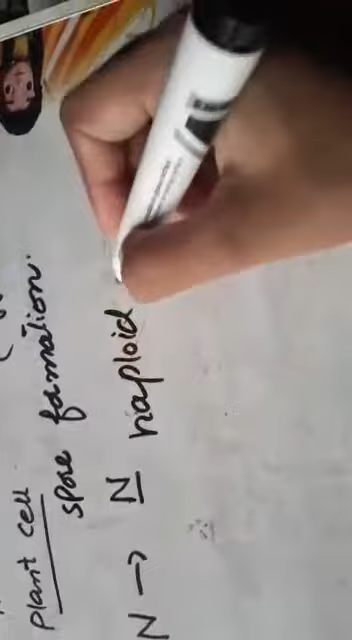 plant cell
spore formation.
N → N haploid